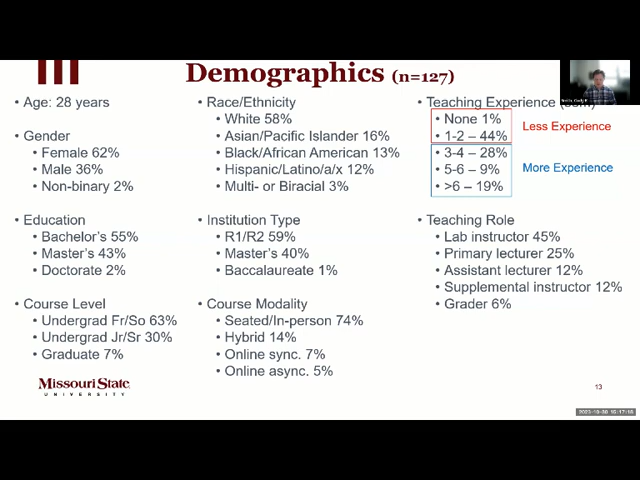 Demographics (n=127)
• Age: 28 years
• Gender
• Female 62%
• Male 36%
• Non-binary 2%
• Education
• Bachelor's 55%
• Master's 43%
• Doctorate 2%
• Course Level
• Undergrad Fr/So 63%
• Undergrad Jr/Sr 30%
• Graduate 7%
• Race/Ethnicity
• White 58%
• Asian/Pacific Islander 16%
• Black/African American 13%
• Hispanic/Latino/a/x 12%
• Multi- or Biracial 3%
• Institution Type
• R1/R2 59%
• Master's 40%
• Baccalaureate 1%
• Course Modality
• Seated/In-person 74%
• Hybrid 14%
• Online sync. 7%
• Online async. 5%
• Teaching Experience
• None 1%
• 1-2 – 44%
Less Experience
• 3-4 – 28%
• 5-6 – 9%
• >6 – 19%
More Experience
• Teaching Role
• Lab instructor 45%
• Primary lecturer 25%
• Assistant lecturer 12%
• Supplemental instructor 12%
• Grader 6%
Missouri State
UNIVERSITY
13